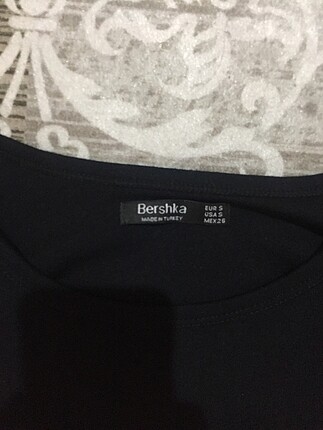 Bershka
MADE IN TURKEY
EUR S
USA S
MEX 26